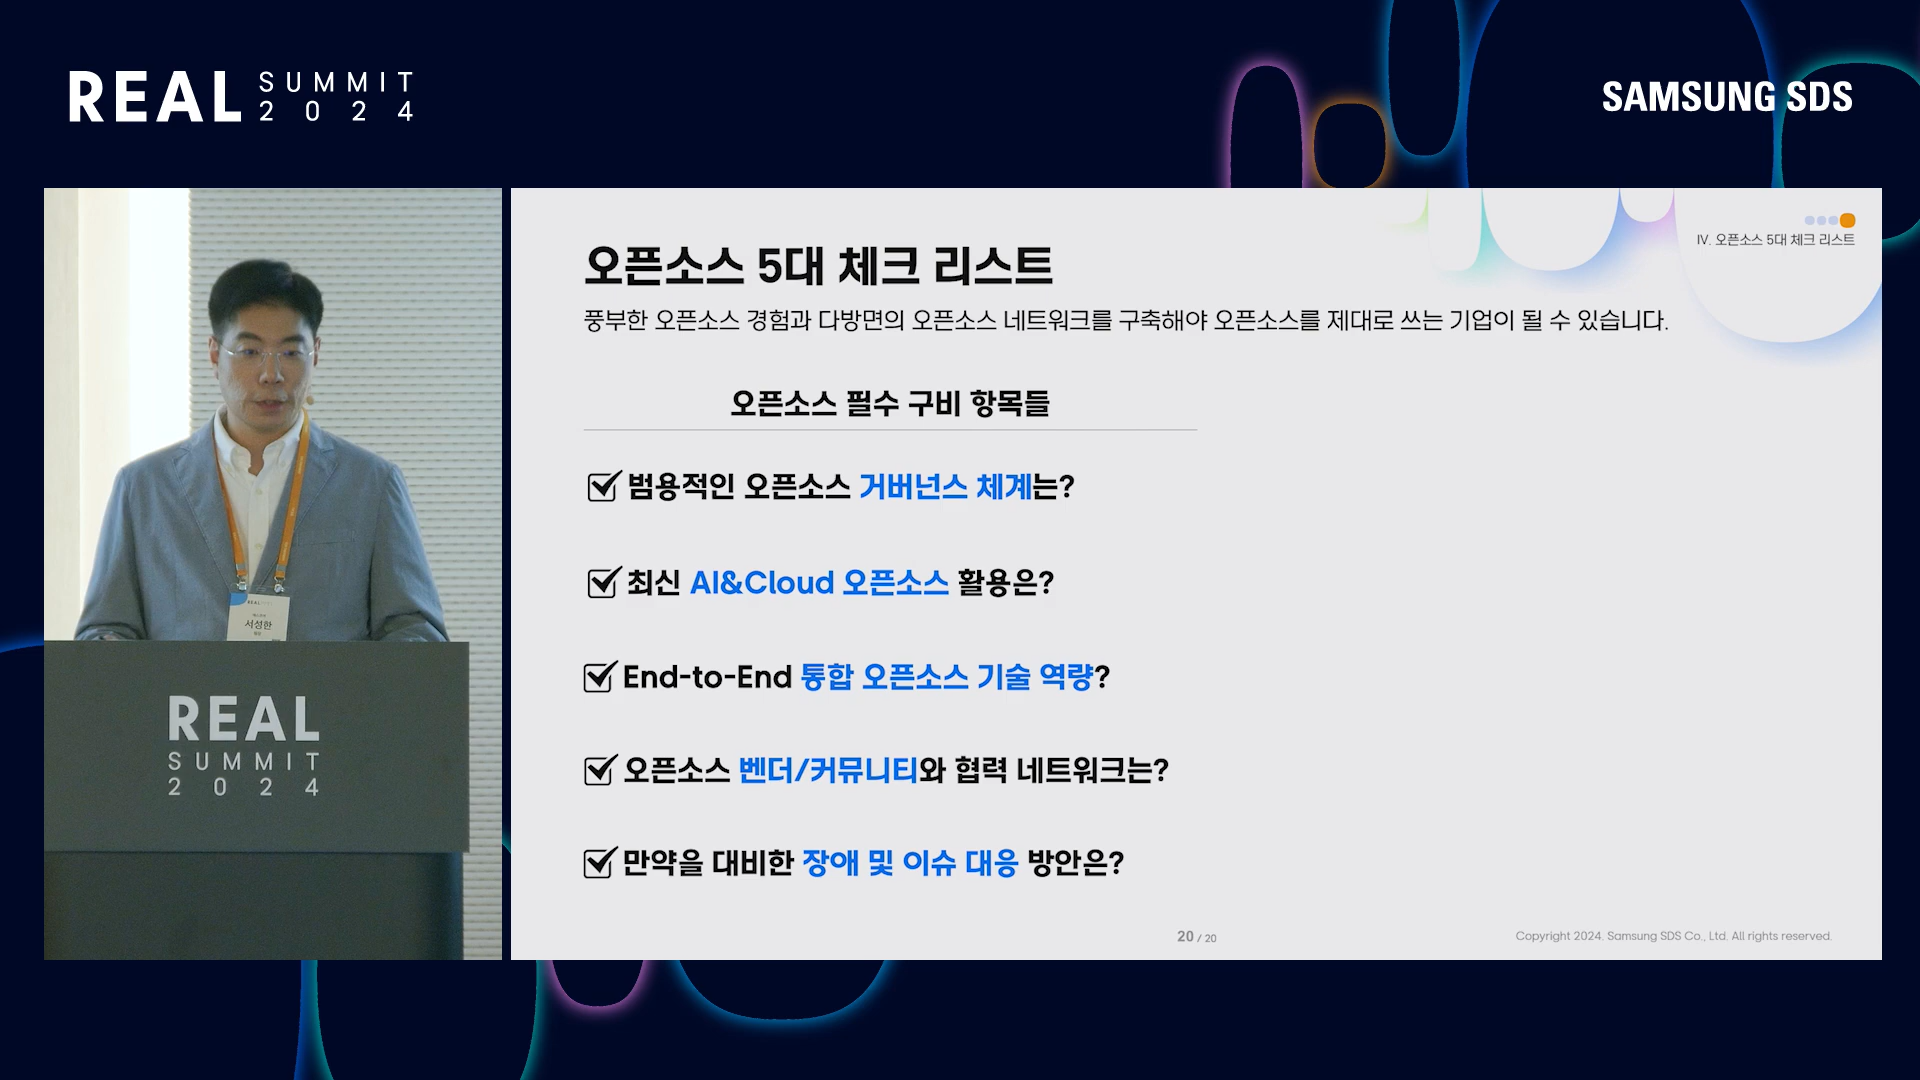 REAL SUMMIT 2024
SAMSUNG SDS
IV. 오픈소스 5대 체크 리스트
오픈소스 5대 체크 리스트
풍부한 오픈소스 경험과 다방면의 오픈소스 네트워크를 구축해야 오픈소스를 제대로 쓰는 기업이 될 수 있습니다.
오픈소스 필수 구비 항목들
범용적인 오픈소스 거버넌스 체계는?
최신 AI&Cloud 오픈소스 활용은?
End-to-End 통합 오픈소스 기술 역량?
오픈소스 벤더/커뮤니티와 협력 네트워크는?
만약을 대비한 장애 및 이슈 대응 방안은?
20 / 20
Copyright 2024. Samsung SDS Co., Ltd. All rights reserved.
서성한
REAL
SUMMIT
2024